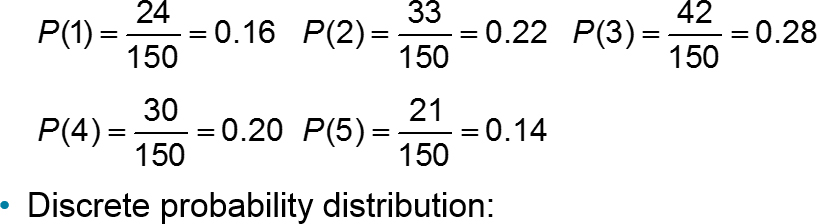 P(1) = 24/150 = 0.16 P(2) = 33/150 = 0.22 P(3) = 42/150 = 0.28
P(4) = 30/150 = 0.20 P(5) = 21/150 = 0.14
• Discrete probability distribution: